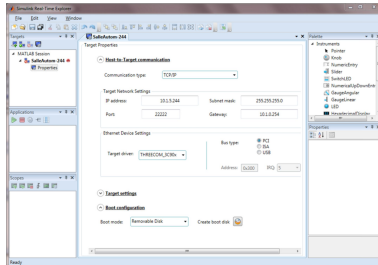 Simulink Real-Time Explorer
File Edit View Window
Targets
MATLAB Session
SalloAutom-244
Properties
Applications
Scopes
SalloAutom-244
Target Properties
Host-to-Target communication
Communication type: TCP/IP
Target Network Settings
IP address: 10.1.5.244 Subnet mask: 255.255.255.0
Port: 22222 Gateway: 10.1.0.254
Ethernet Device Settings
Target driver: THREECOM_3C90x
Bus type: PCI
ISA
USB
Address: 0x300 IRQ: 5
Target settings
Boot configuration
Boot mode: Removable Disk Create boot disk
Palette
Instruments
Pointer
Knob
NumericEntry
Slider
SwitchLED
NumericalUpDownEntr
GaugeAngular
GaugeLinear
LED
Properties
Ready